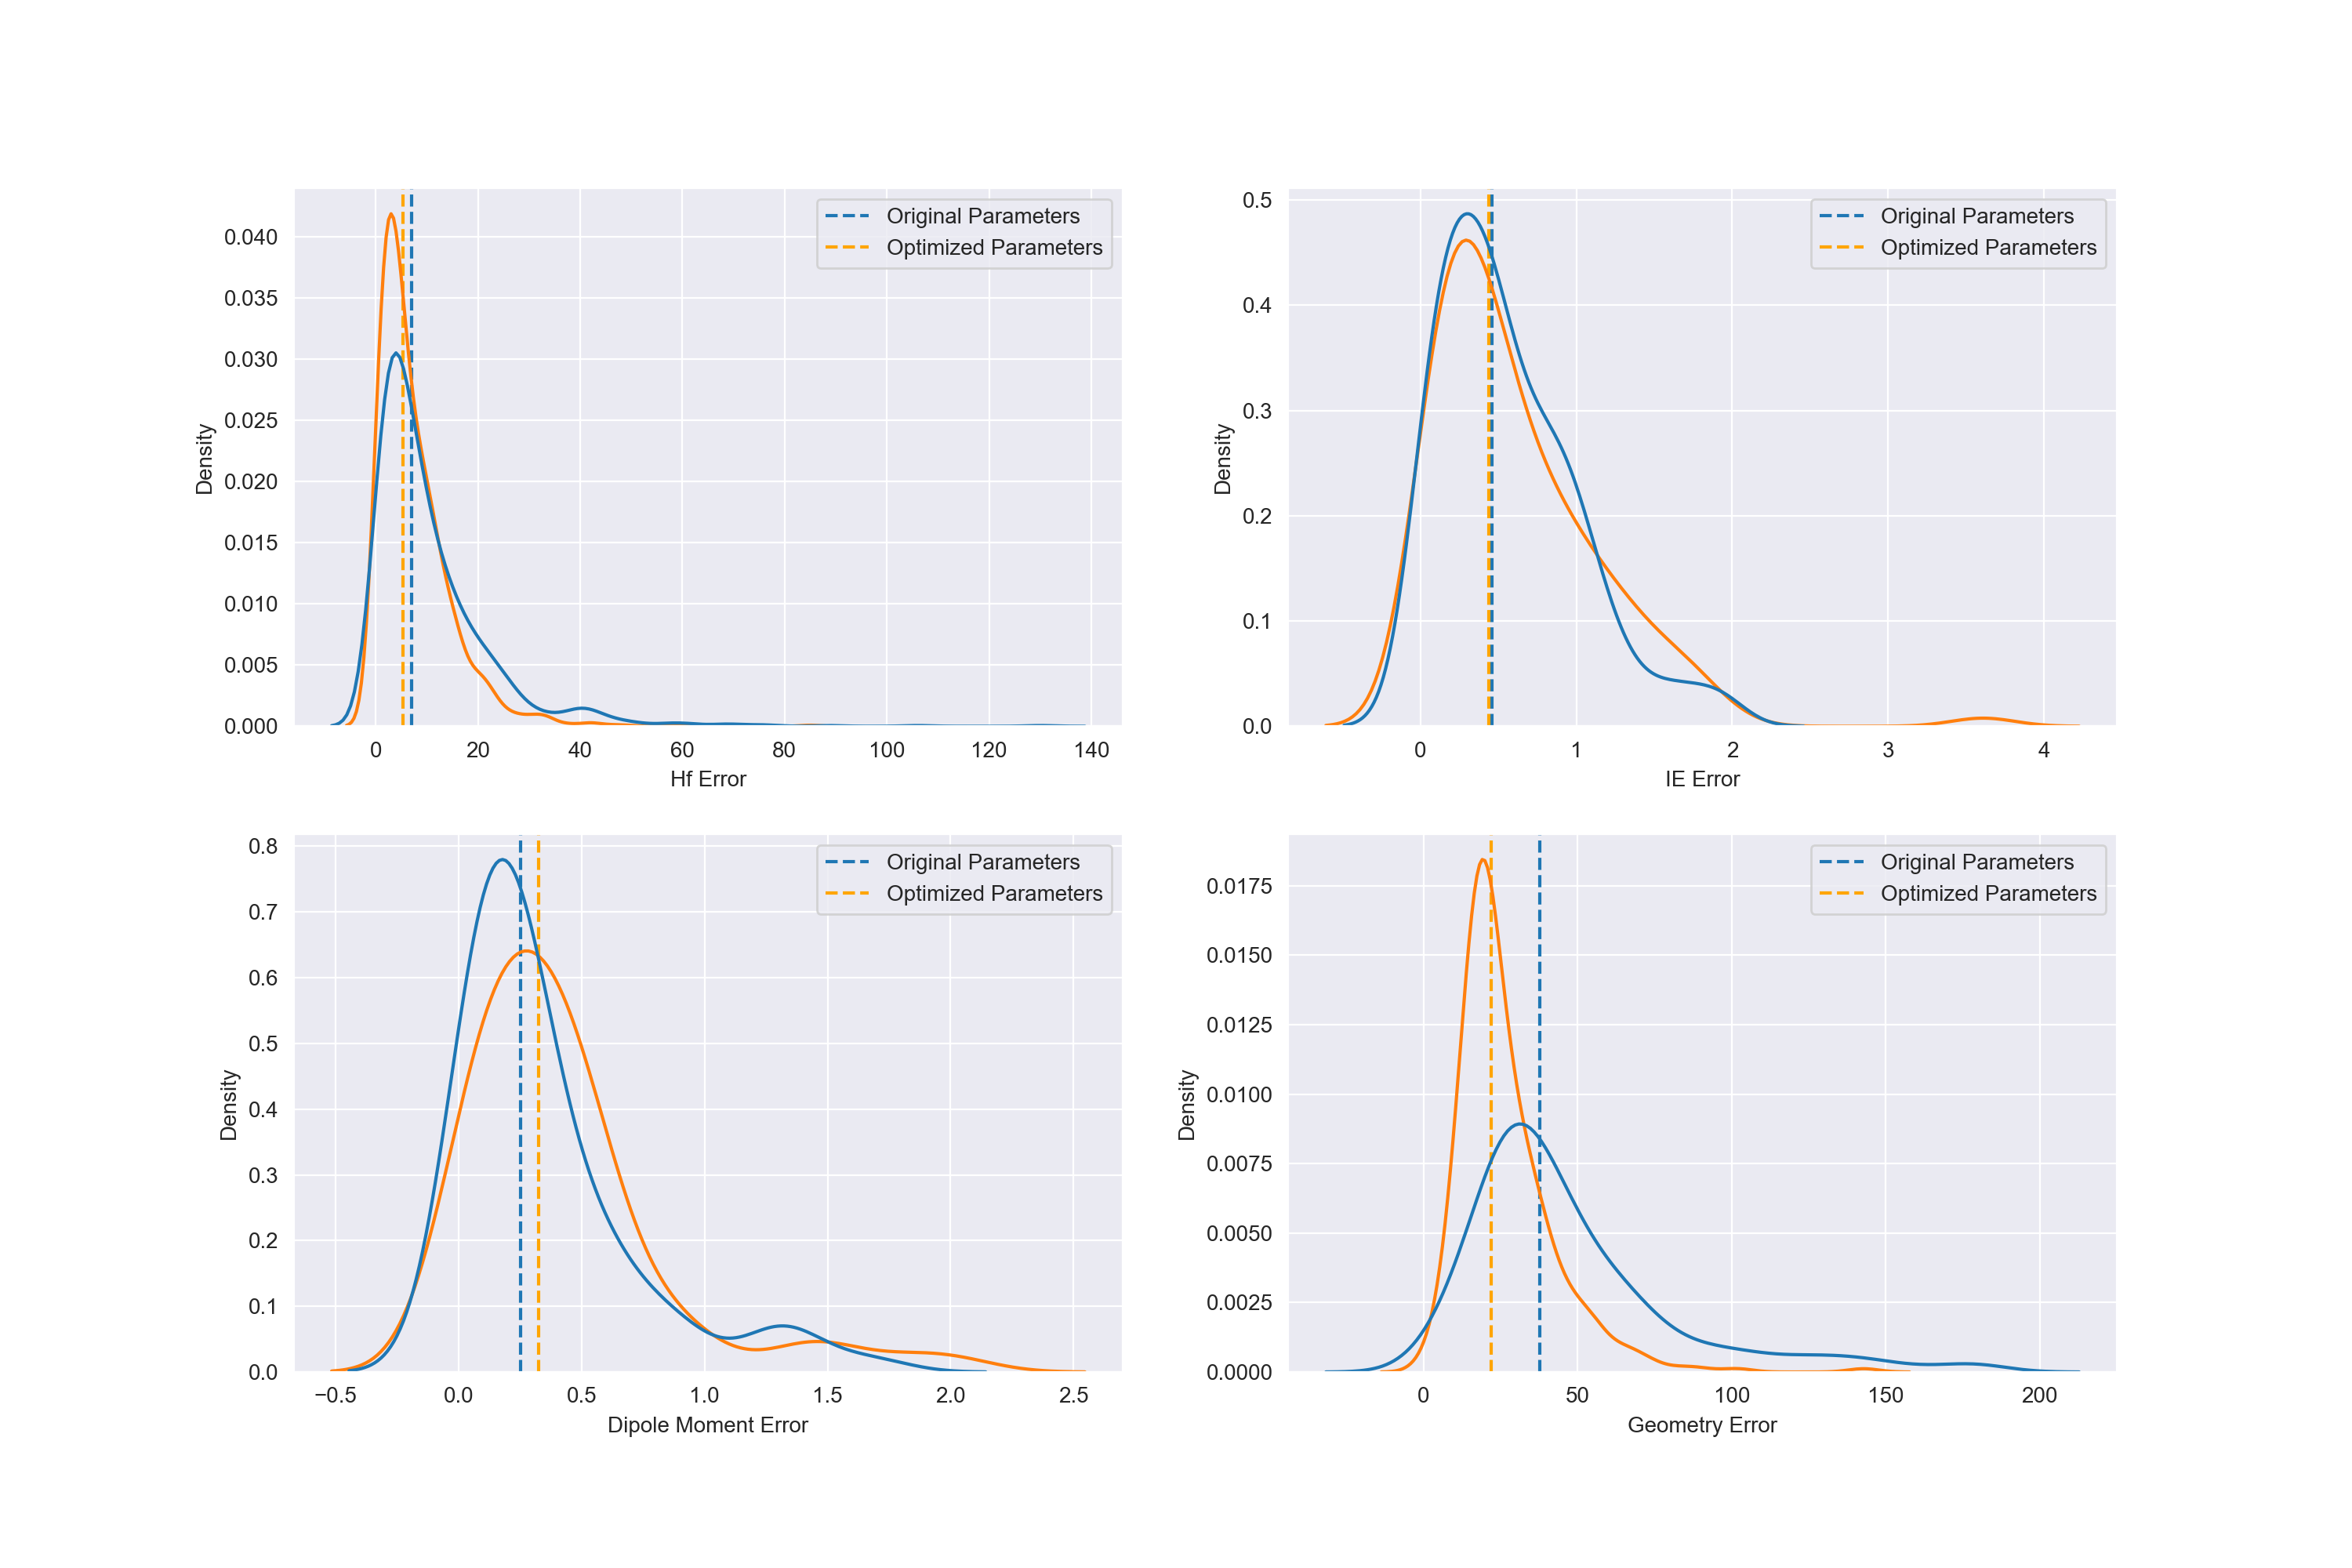 Original Parameters
Optimized Parameters
0.040
0.035
0.030
0.025
0.020
0.015
0.010
0.005
0.000
Density
0 20 40 60 80 100 120 140
Hf Error
Original Parameters
Optimized Parameters
0.5
0.4
0.3
0.2
0.1
0.0
Density
0 1 2 3 4
IE Error
Original Parameters
Optimized Parameters
0.8
0.7
0.6
0.5
0.4
0.3
0.2
0.1
0.0
Density
−0.5 0.0 0.5 1.0 1.5 2.0 2.5
Dipole Moment Error
Original Parameters
Optimized Parameters
0.0175
0.0150
0.0125
0.0100
0.0075
0.0050
0.0025
0.0000
Density
0 50 100 150 200
Geometry Error